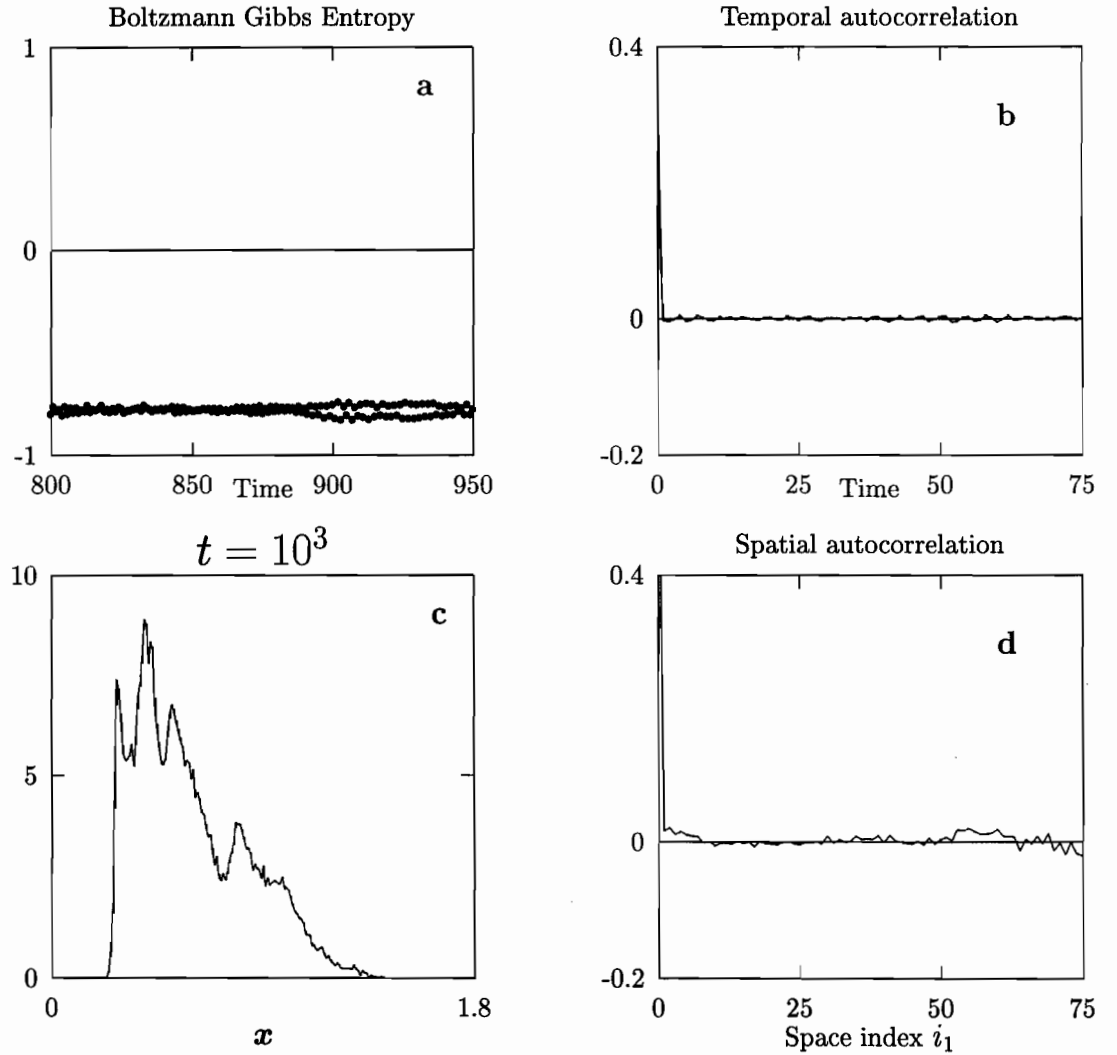 Boltzmann Gibbs Entropy
1
a
0
-1
800 850 Time 900 950
Temporal autocorrelation
0.4
b
0
-0.2
0 25 Time 50 75
t = 10³
10
c
5
0
0 1.8
x
Spatial autocorrelation
0.4
d
0
-0.2
0 25 50 75
Space index i₁